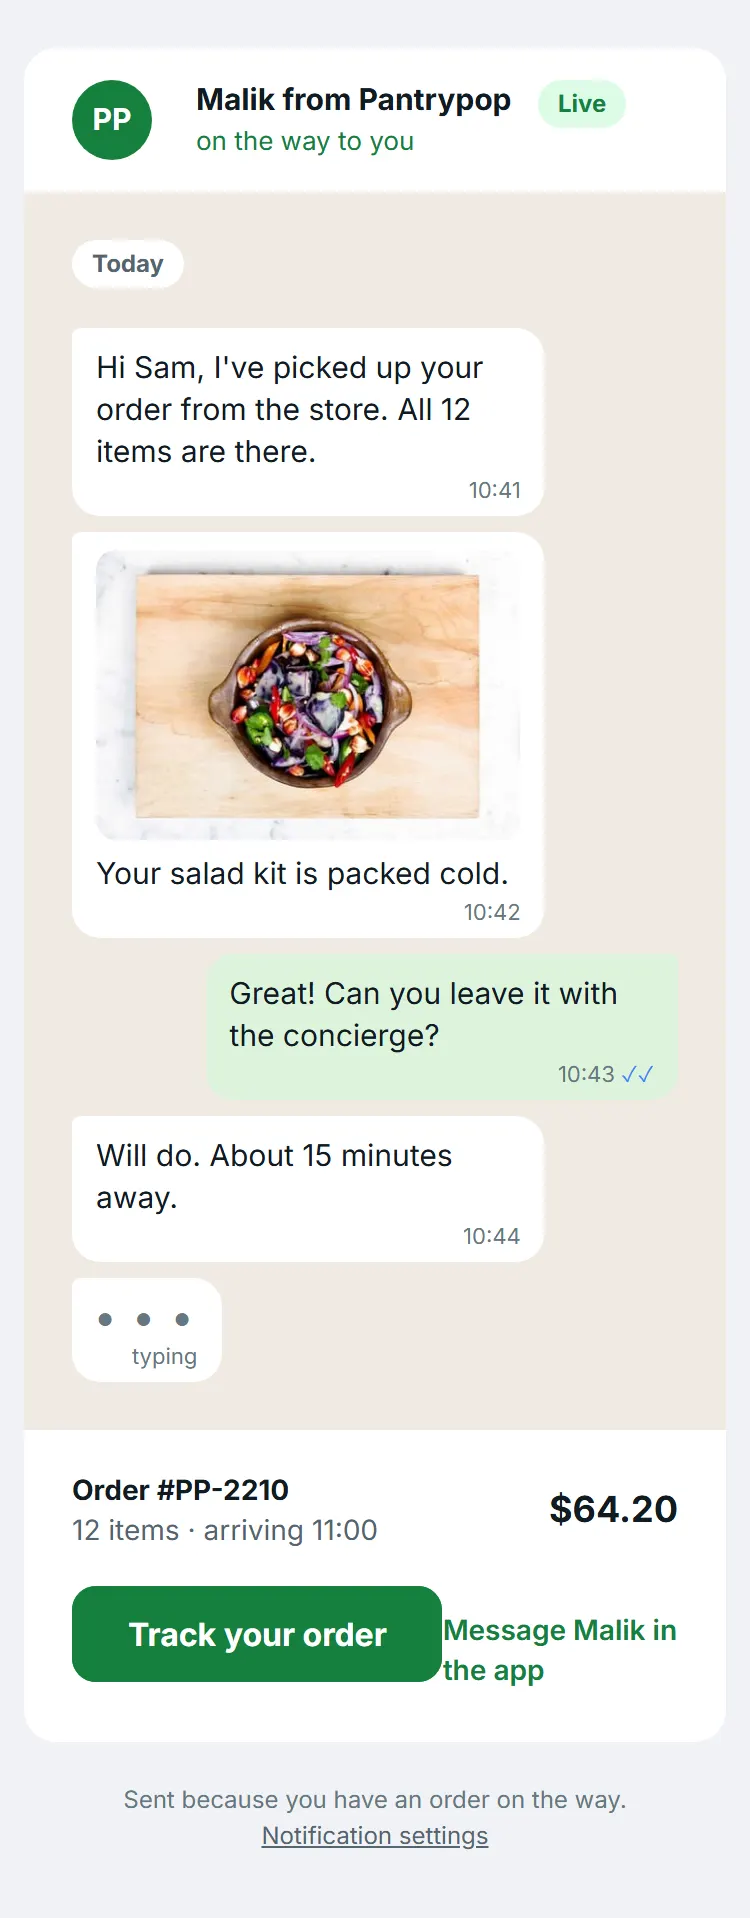 PP
Malik from Pantrypop
Live
on the way to you
Today
Hi Sam, I've picked up your
order from the store. All 12
items are there.
10:41
Your salad kit is packed cold.
10:42
Great! Can you leave it with
the concierge?
10:43 ✓✓
Will do. About 15 minutes
away.
10:44
typing
Order #PP-2210
12 items · arriving 11:00
$64.20
Track your order
Message Malik in
the app
Sent because you have an order on the way.
Notification settings